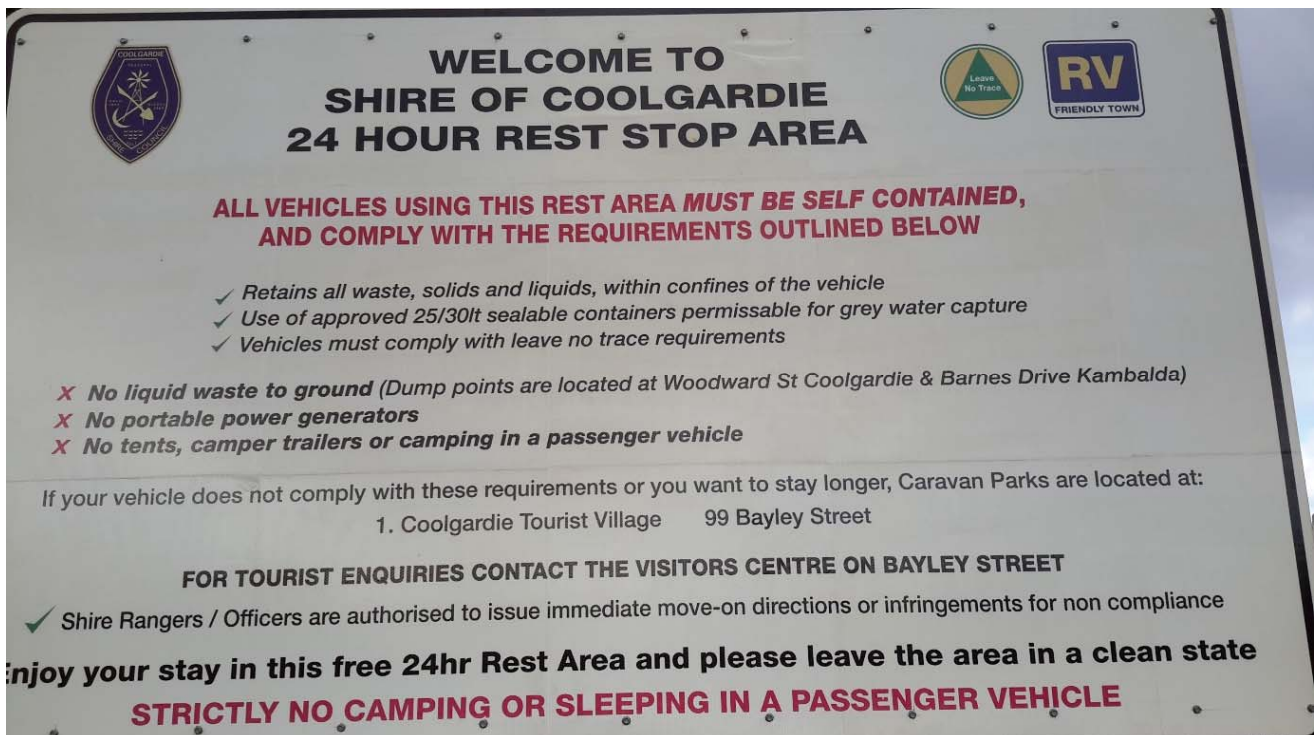 COOLGARDIE
SHIRE COUNCIL
WELCOME TO
SHIRE OF COOLGARDIE
24 HOUR REST STOP AREA
Leave
No Trace
RV
FRIENDLY TOWN
ALL VEHICLES USING THIS REST AREA MUST BE SELF CONTAINED,
AND COMPLY WITH THE REQUIREMENTS OUTLINED BELOW
✓ Retains all waste, solids and liquids, within confines of the vehicle
✓ Use of approved 25/30lt sealable containers permissable for grey water capture
✓ Vehicles must comply with leave no trace requirements
X No liquid waste to ground (Dump points are located at Woodward St Coolgardie & Barnes Drive Kambalda)
X No portable power generators
X No tents, camper trailers or camping in a passenger vehicle
If your vehicle does not comply with these requirements or you want to stay longer, Caravan Parks are located at:
1. Coolgardie Tourist Village 99 Bayley Street
FOR TOURIST ENQUIRIES CONTACT THE VISITORS CENTRE ON BAYLEY STREET
✓ Shire Rangers / Officers are authorised to issue immediate move-on directions or infringements for non compliance
Enjoy your stay in this free 24hr Rest Area and please leave the area in a clean state
STRICTLY NO CAMPING OR SLEEPING IN A PASSENGER VEHICLE